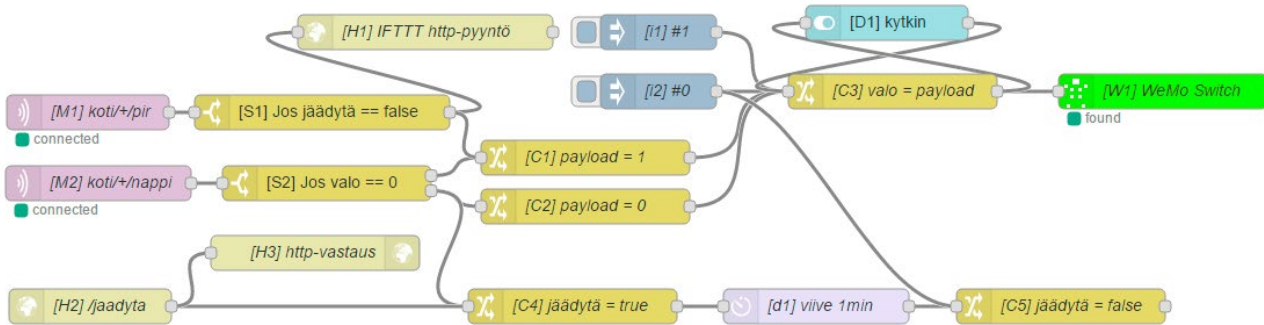 [H1] IFTTT http-pyyntö
[i1] #1
[D1] kytkin
[i2] #0
[C3] valo = payload
[W1] WeMo Switch
found
[M1] koti/+/pir
connected
[S1] Jos jäädytä == false
[C1] payload = 1
[M2] koti/+/nappi
connected
[S2] Jos valo == 0
[C2] payload = 0
[H3] http-vastaus
[H2] /jaadyta
[C4] jäädytä = true
[d1] viive 1min
[C5] jäädytä = false